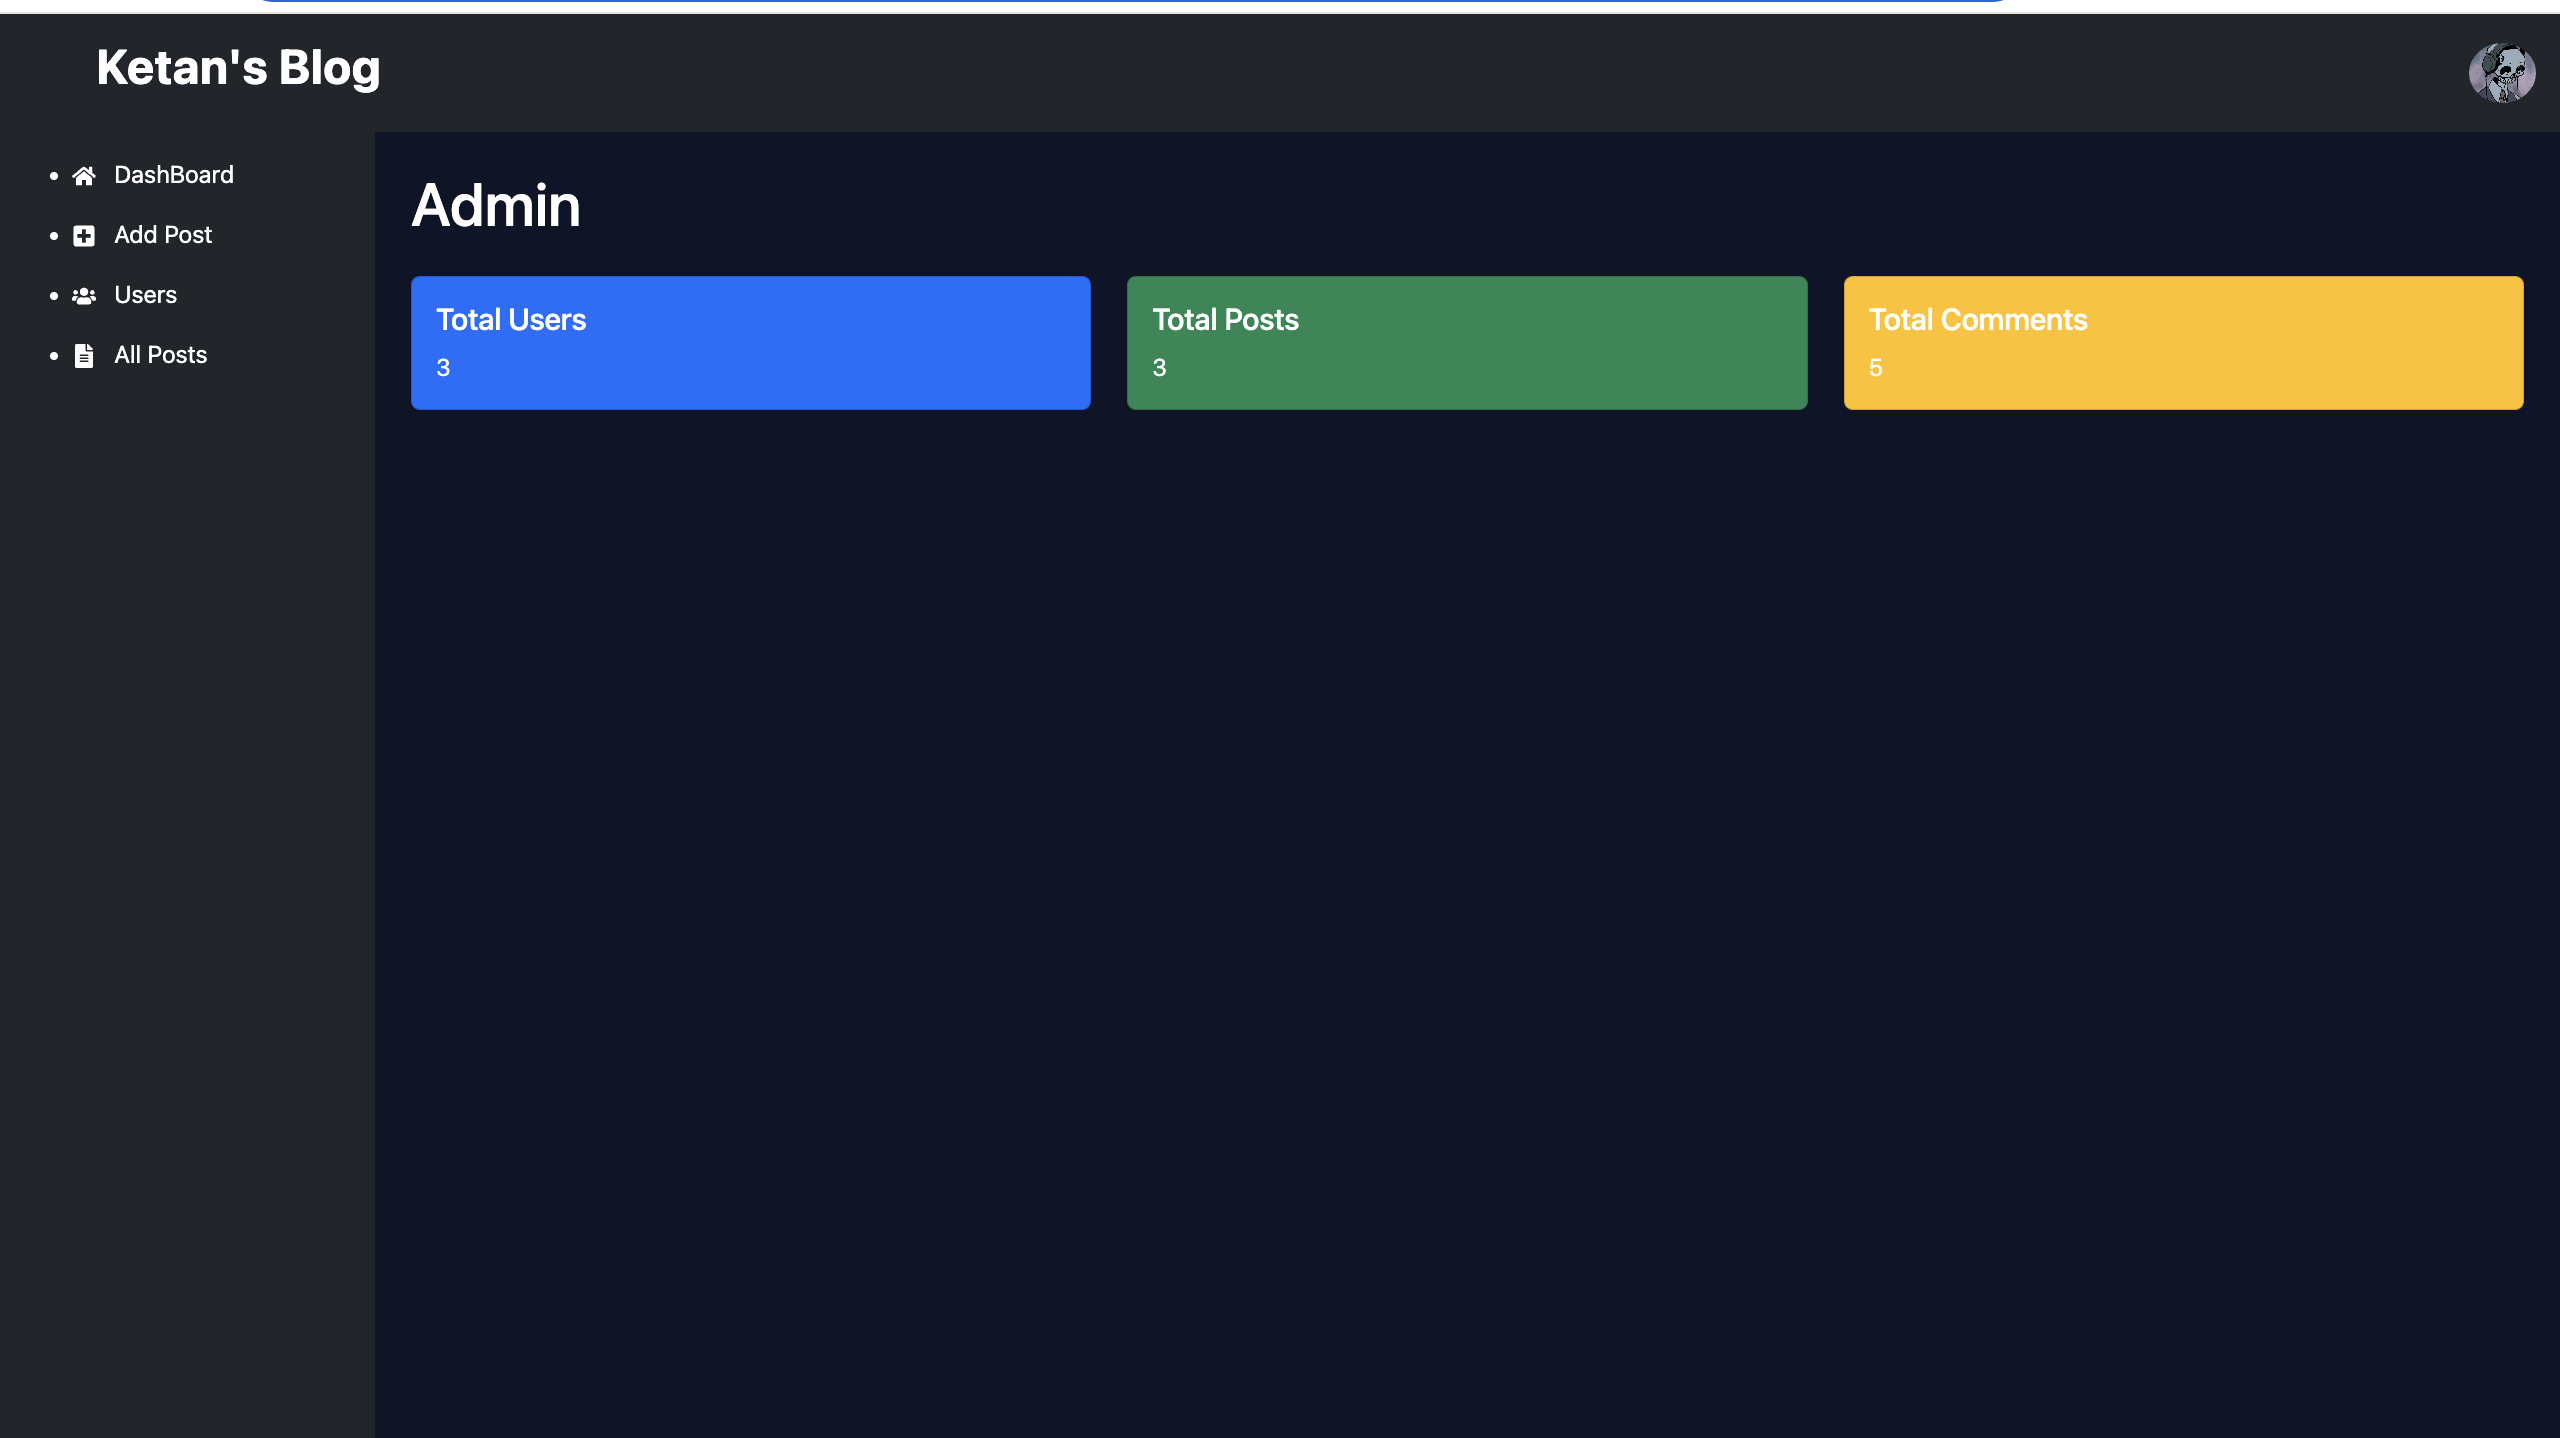 Ketan's Blog
DashBoard
Add Post
Users
All Posts
Admin
Total Users
3
Total Posts
3
Total Comments
5